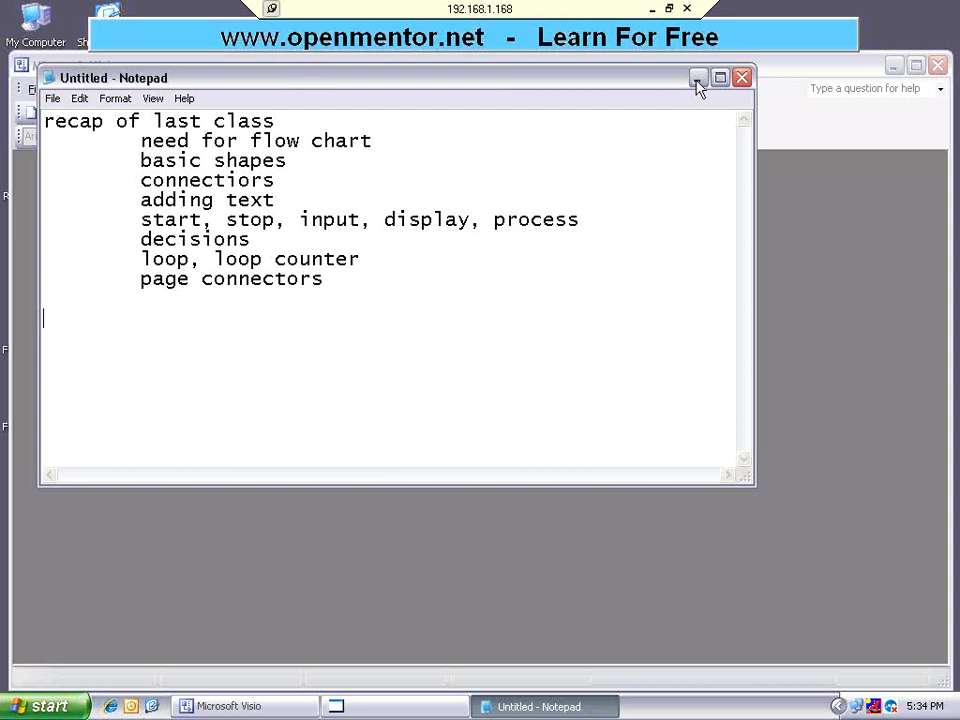 192.168.1.168
My Computer
www.openmentor.net - Learn For Free
Untitled - Notepad
Type a question for help
File Edit Format View Help
recap of last class
need for flow chart
basic shapes
connectiors
adding text
start, stop, input, display, process
decisions
loop, loop counter
page connectors
start
Microsoft Visio
Untitled - Notepad
5:34 PM